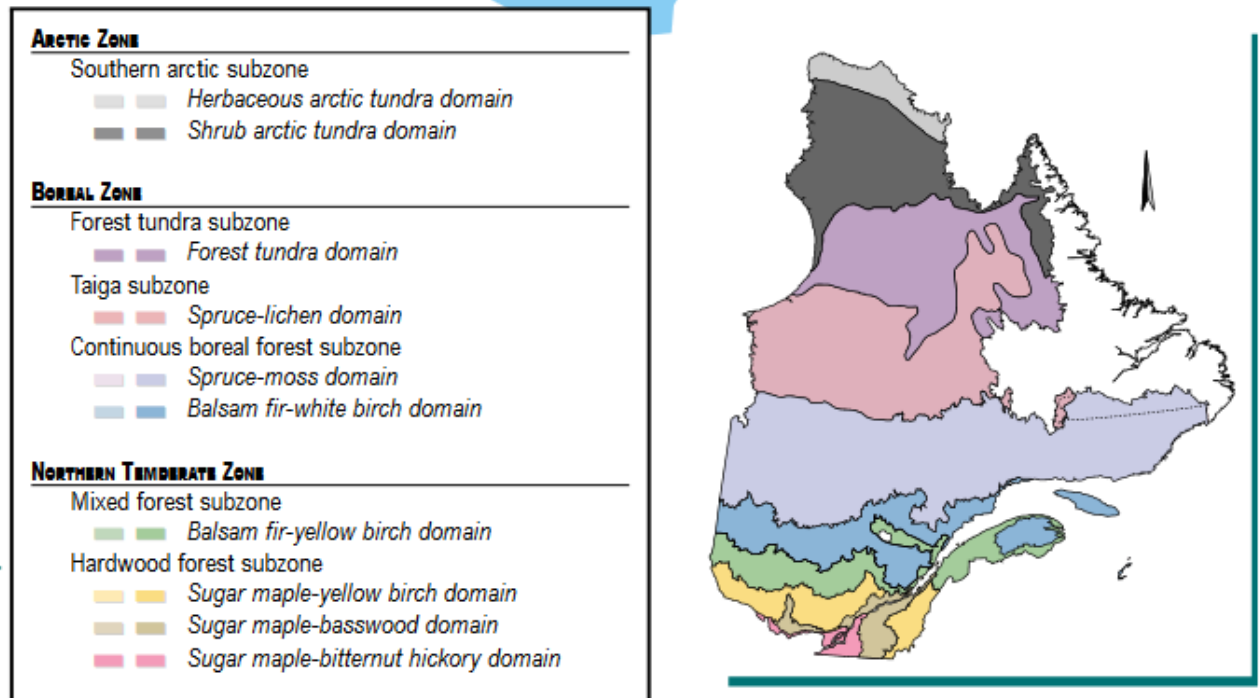 ARCTIC ZONE
Southern arctic subzone
Herbaceous arctic tundra domain
Shrub arctic tundra domain
BOREAL ZONE
Forest tundra subzone
Forest tundra domain
Taiga subzone
Spruce-lichen domain
Continuous boreal forest subzone
Spruce-moss domain
Balsam fir-white birch domain
NORTHERN TEMDERATE ZONE
Mixed forest subzone
Balsam fir-yellow birch domain
Hardwood forest subzone
Sugar maple-yellow birch domain
Sugar maple-basswood domain
Sugar maple-bitternut hickory domain